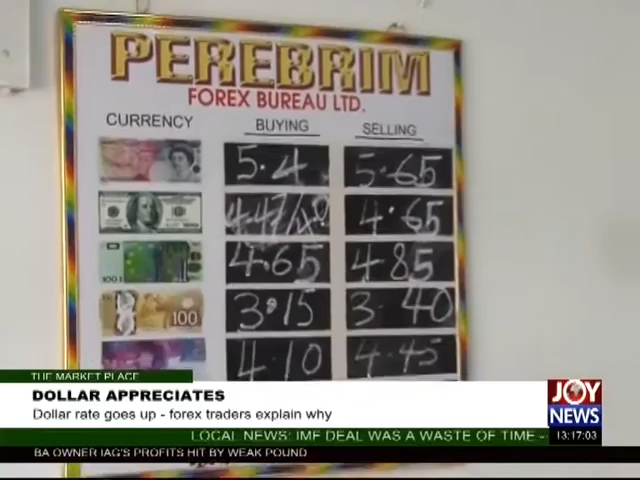 PEREBRIM
FOREX BUREAU LTD.
CURRENCY BUYING SELLING
5.4 5.65
4.65
4.65 4 85
100
3.15 3 40
4.10 4.45
THE MARKET PLACE
DOLLAR APPRECIATES
Dollar rate goes up - forex traders explain why
JOY
NEWS
LOCAL NEWS: IMF DEAL WAS A WASTE OF TIME -
13:17:03
BA OWNER IAG'S PROFITS HIT BY WEAK POUND